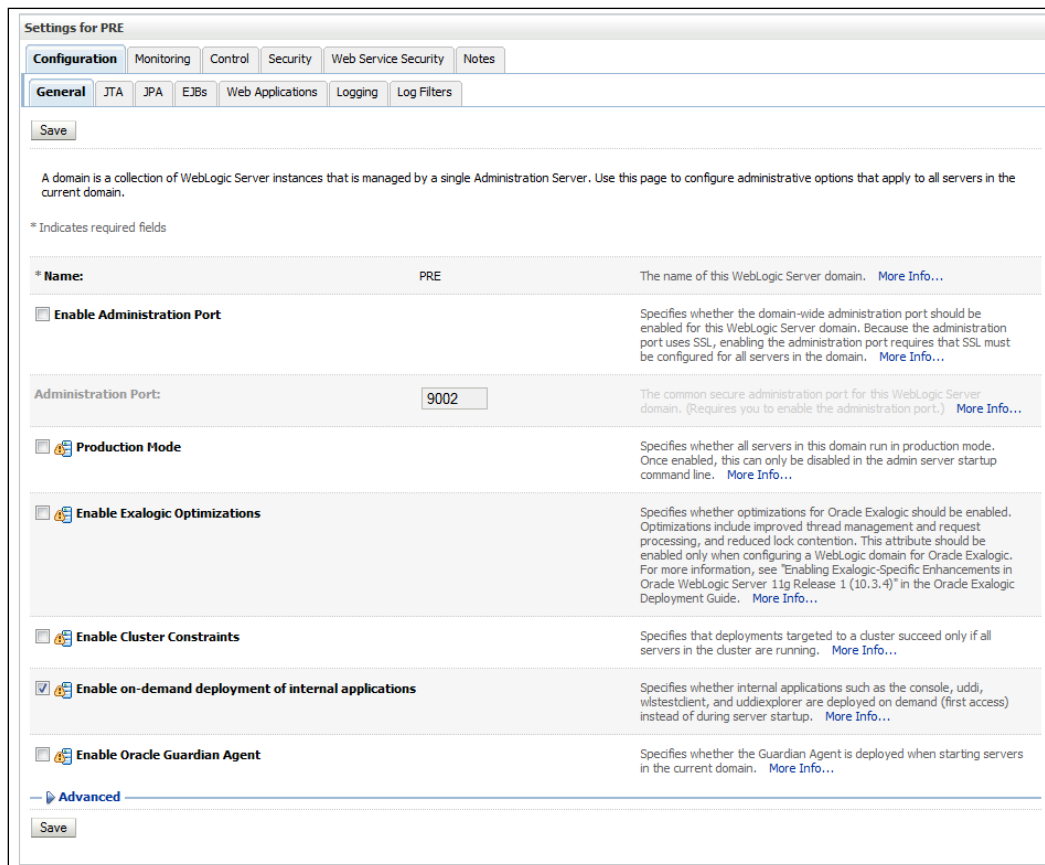 Settings for PRE
Configuration Monitoring Control Security Web Service Security Notes
General JTA JPA EJBs Web Applications Logging Log Filters
Save
A domain is a collection of WebLogic Server instances that is managed by a single Administration Server. Use this page to configure administrative options that apply to all servers in the
current domain.
* Indicates required fields
* Name: PRE The name of this WebLogic Server domain. More Info...
Enable Administration Port Specifies whether the domain-wide administration port should be
enabled for this WebLogic Server domain. Because the administration
port uses SSL, enabling the administration port requires that SSL must
be configured for all servers in the domain. More Info...
Administration Port: 9002 The common secure administration port for this WebLogic Server
domain. (Requires you to enable the administration port.) More Info...
Production Mode Specifies whether all servers in this domain run in production mode.
Once enabled, this can only be disabled in the admin server startup
command line. More Info...
Enable Exalogic Optimizations Specifies whether optimizations for Oracle Exalogic should be enabled.
Optimizations include improved thread management and request
processing, and reduced lock contention. This attribute should be
enabled only when configuring a WebLogic domain for Oracle Exalogic.
For more information, see "Enabling Exalogic-Specific Enhancements in
Oracle WebLogic Server 11g Release 1 (10.3.4)" in the Oracle Exalogic
Deployment Guide. More Info...
Enable Cluster Constraints Specifies that deployments targeted to a cluster succeed only if all
servers in the cluster are running. More Info...
Enable on-demand deployment of internal applications Specifies whether internal applications such as the console, uddi,
wlstestclient, and uddiexplorer are deployed on demand (first access)
instead of during server startup. More Info...
Enable Oracle Guardian Agent Specifies whether the Guardian Agent is deployed when starting servers
in the current domain. More Info...
Advanced
Save